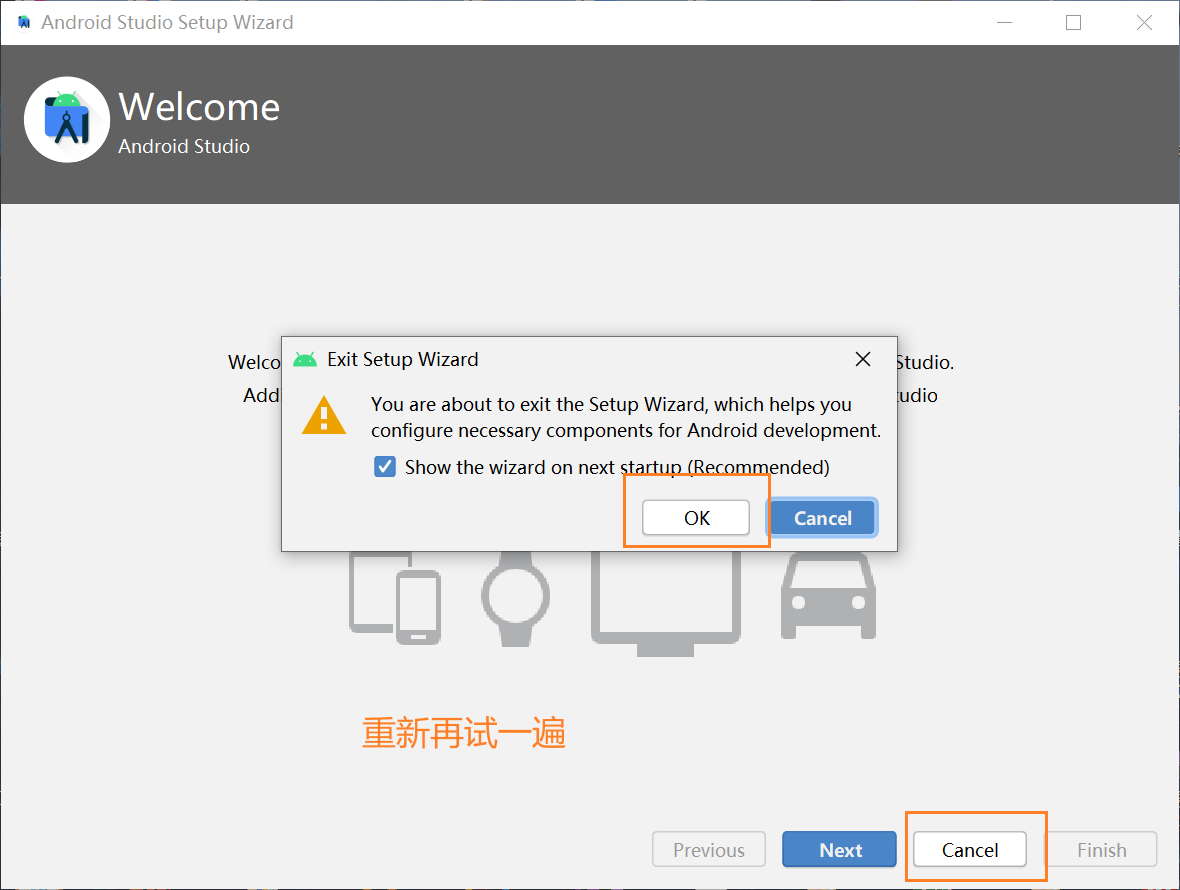 Android Studio Setup Wizard
Welcome
Android Studio
Welco
Studio.
Add
tudio
Exit Setup Wizard
You are about to exit the Setup Wizard, which helps you
configure necessary components for Android development.
Show the wizard on next startup (Recommended)
OK Cancel
重新再试一遍
Previous Next Cancel Finish